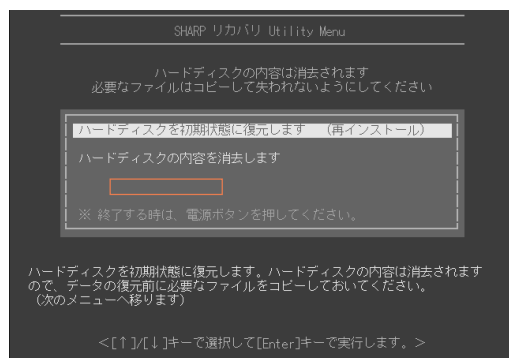 SHARP リカバリ Utility Menu
ハードディスクの内容は消去されます
必要なファイルはコピーして失われないようにしてください
ハードディスクを初期状態に復元します （再インストール）
ハードディスクの内容を消去します
※ 終了する時は、電源ボタンを押してください。
ハードディスクを初期状態に復元します。ハードディスクの内容は消去されます
ので、データの復元前に必要なファイルをコピーしておいてください。
（次のメニューへ移ります）
<[↑]/[↓]キーで選択して[Enter]キーで実行します。>